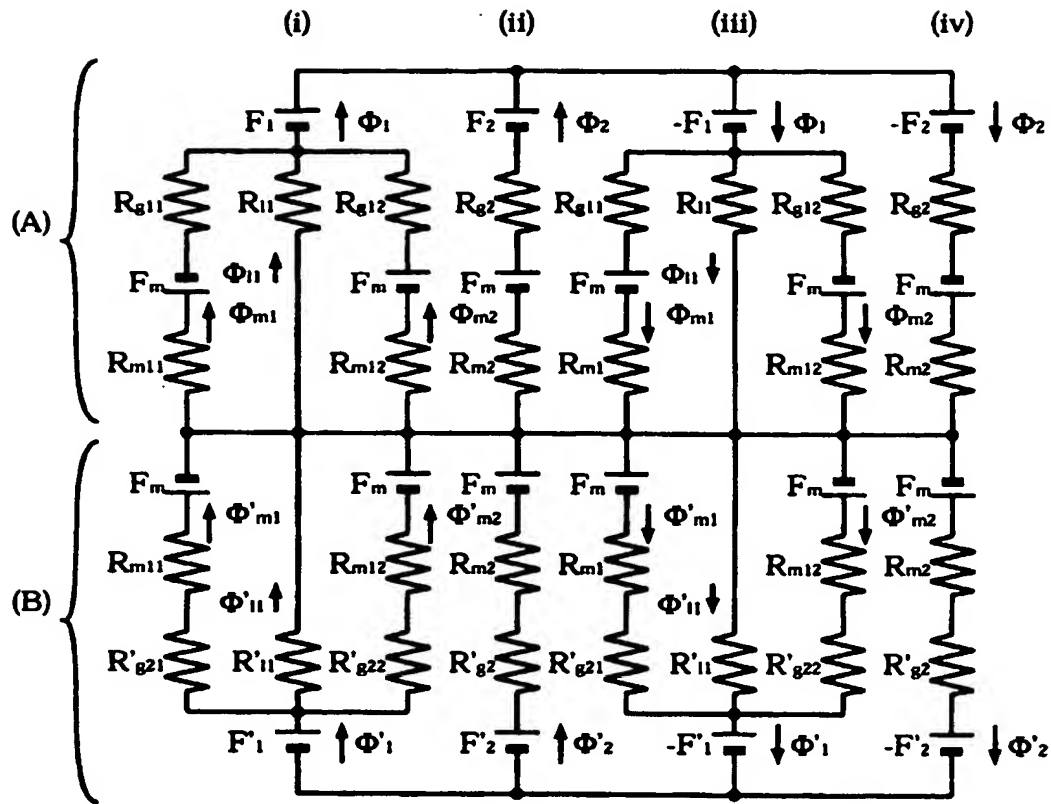 (i) (ii) (iii) (iv)
F1 Φ1 F2 Φ2 -F1 Φ1 -F2 Φ2
(A)
Rg11 R11 Rg12 Rg2 Rg11 R11 Rg12 Rg2
Fm Φ11 Fm Fm Fm Φ11 Fm Fm
Φm1 Φm2 Φm1 Φm2
Rm11 Rm12 Rm2 Rm1 Rm12 Rm2
Fm Fm Fm Fm Fm Fm
Φ'm1 Φ'm2 Φ'm1 Φ'm2
Rm11 Rm12 Rm2 Rm1 Rm12 Rm2
(B)
Φ'11 Φ'11
R'g21 R'11 R'g22 R'g2 R'g21 R'11 R'g22 R'g2
F'1 Φ'1 F'2 Φ'2 -F'1 Φ'1 -F'2 Φ'2